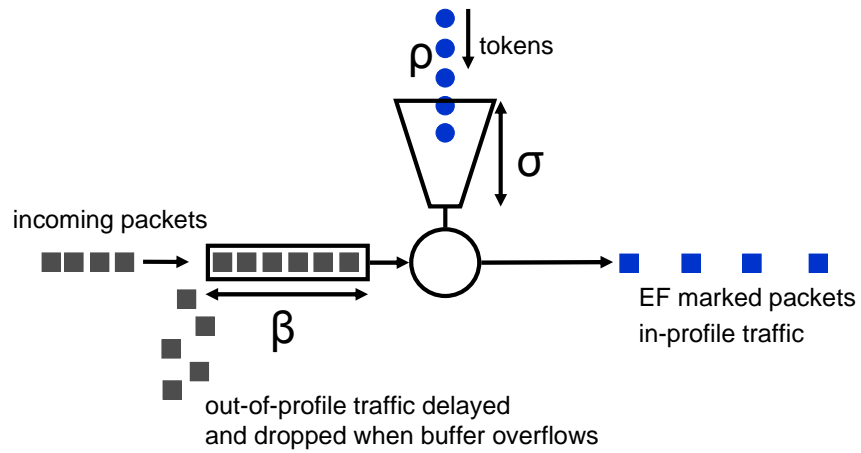 ρ
tokens
σ
incoming packets
β
EF marked packets
in-profile traffic
out-of-profile traffic delayed
and dropped when buffer overflows